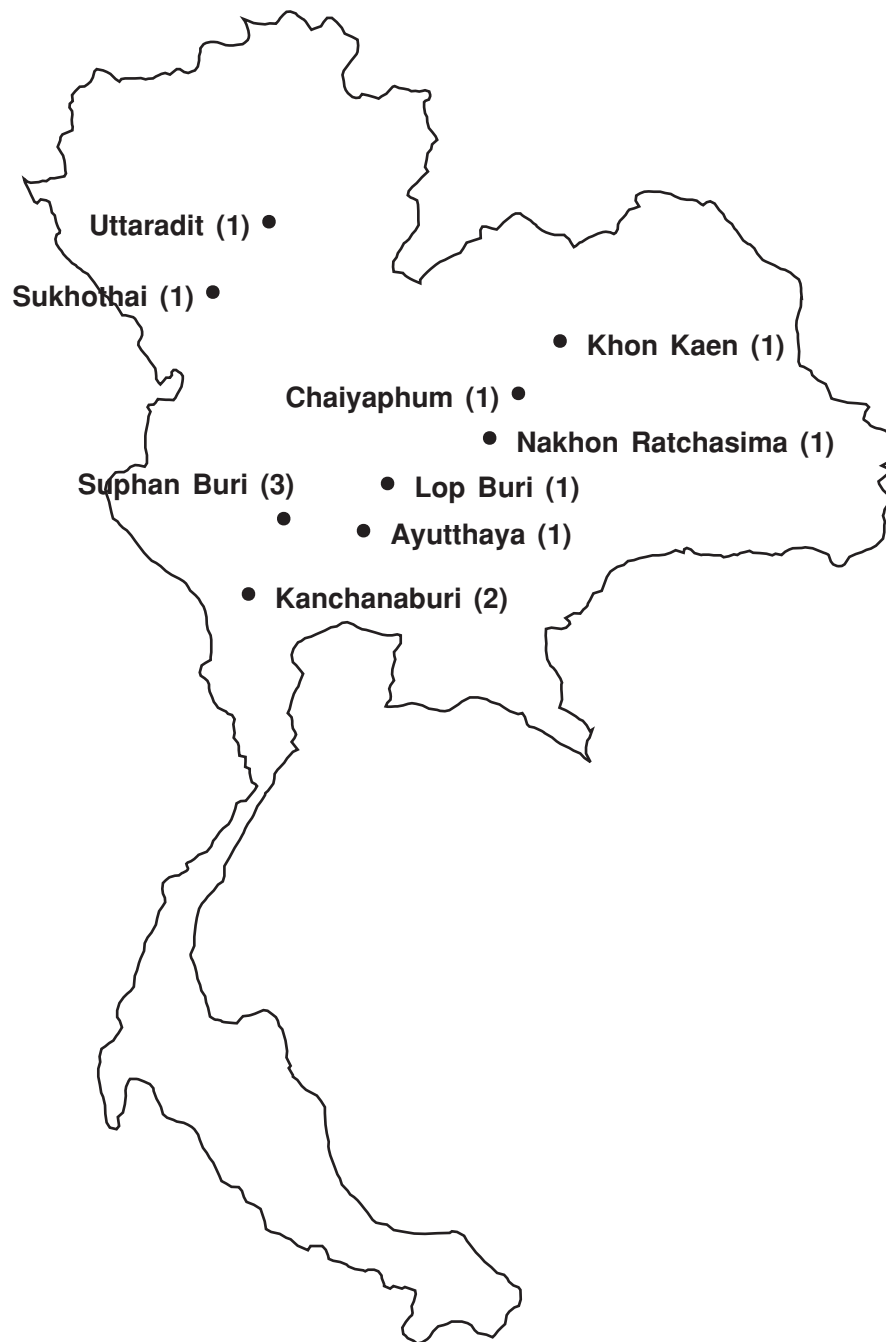 Uttaradit (1)
Sukhothai (1)
Khon Kaen (1)
Chaiyaphum (1)
Nakhon Ratchasima (1)
Suphan Buri (3)
Lop Buri (1)
Ayutthaya (1)
Kanchanaburi (2)